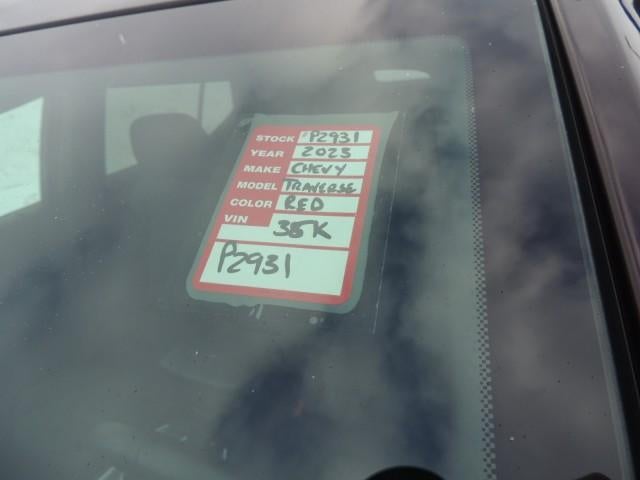 STOCK P2931
YEAR 2023
MAKE CHEVY
MODEL TRAVERSE
COLOR RED
VIN 35K
P2931